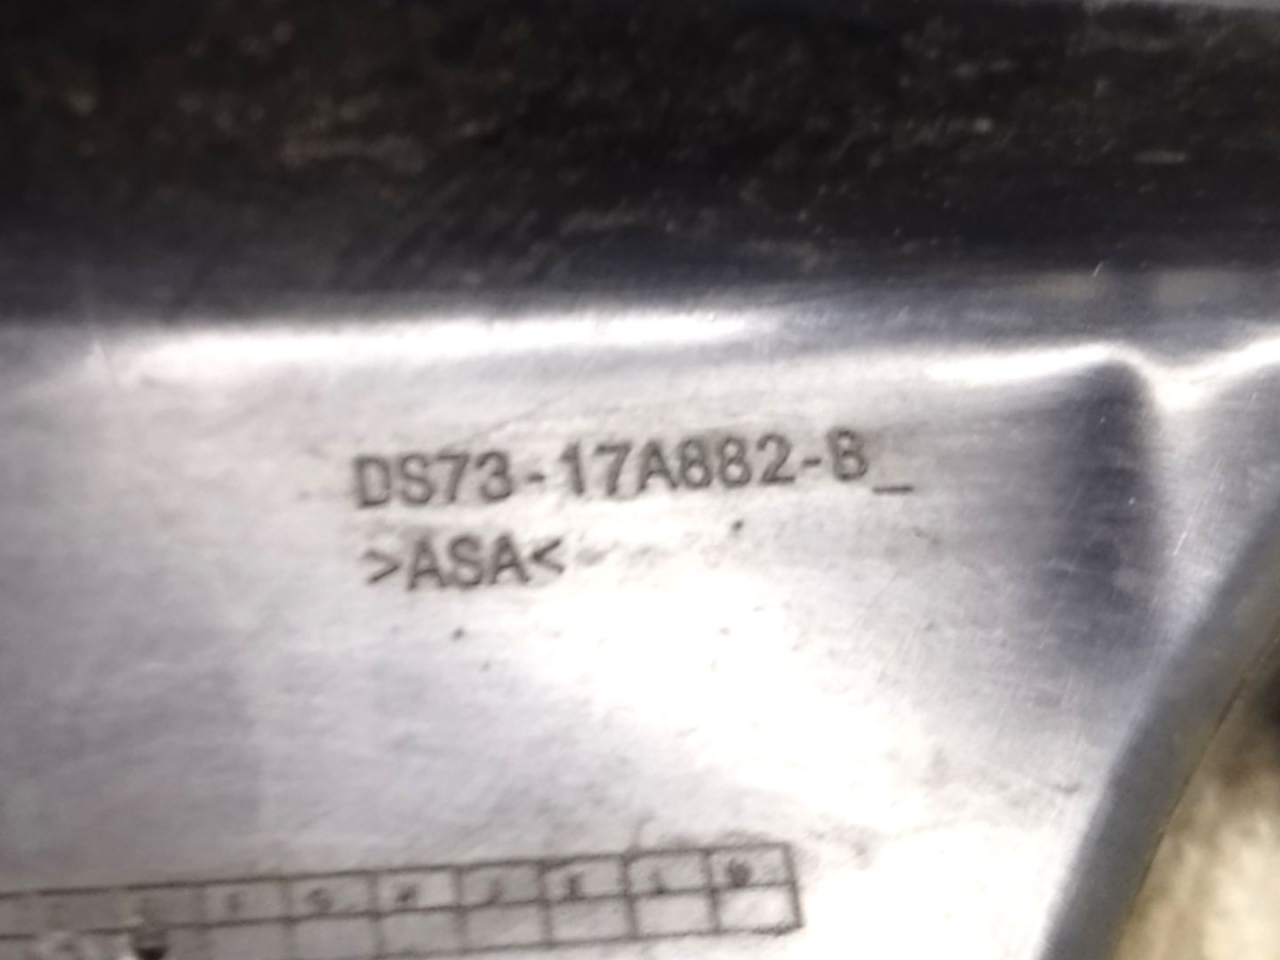 DS73-17A882-B_
>ASA<
F G H J K L M